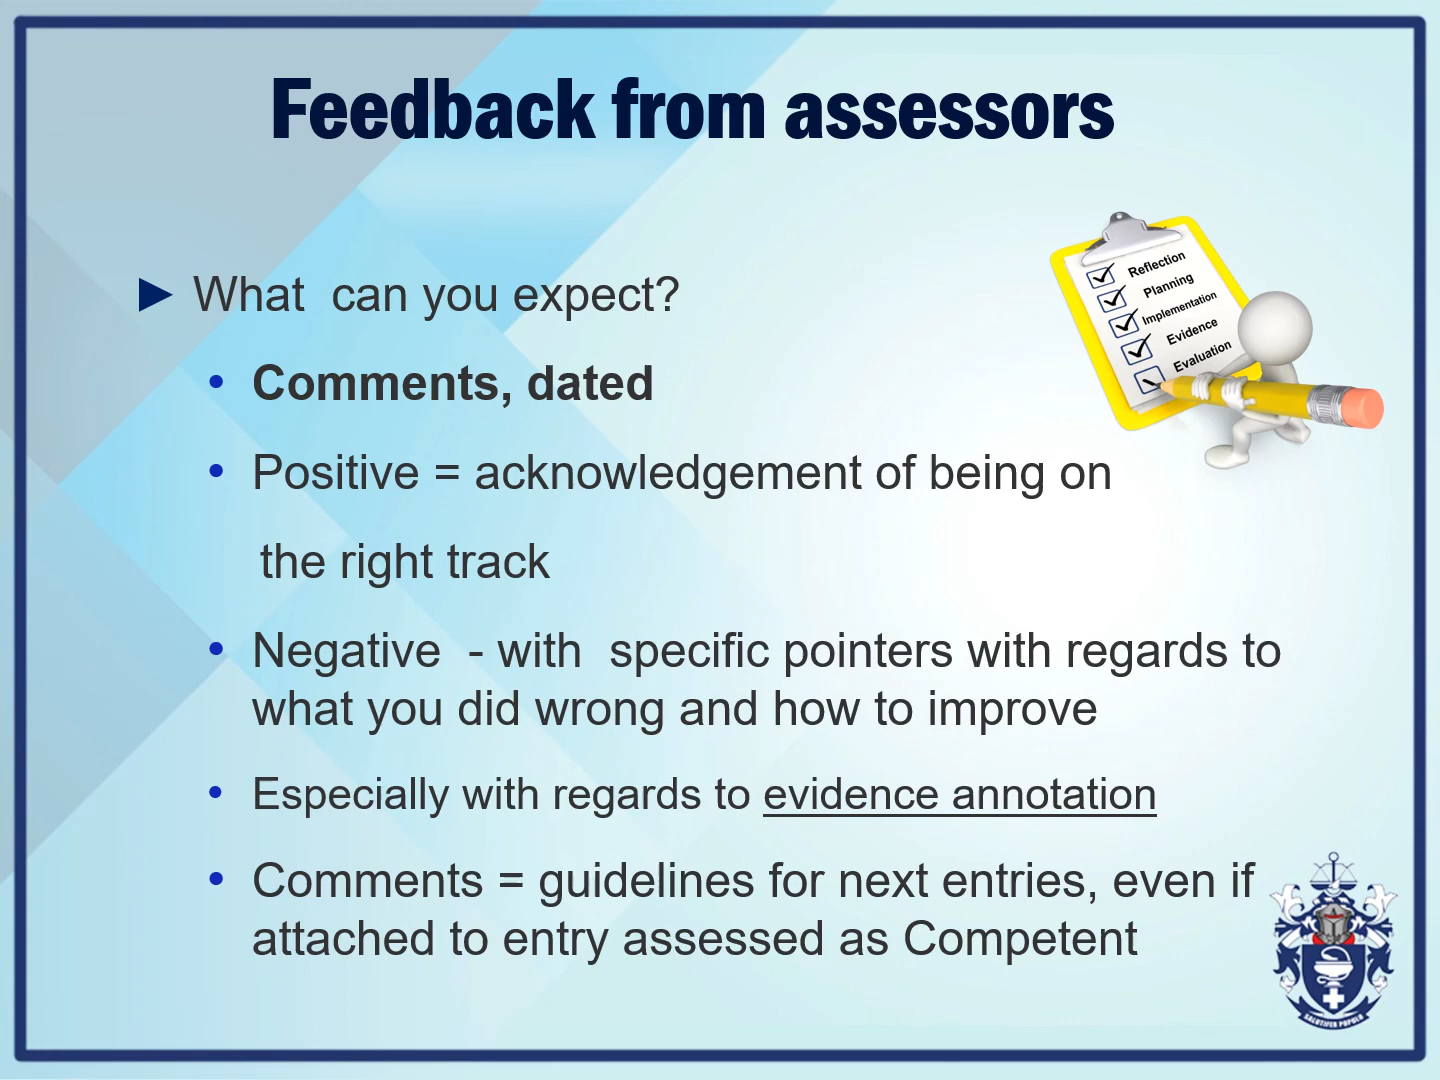 Feedback from assessors
► What  can you expect?
• Comments, dated
• Positive = acknowledgement of being on
the right track
• Negative  - with  specific pointers with regards to
what you did wrong and how to improve
• Especially with regards to evidence annotation
• Comments = guidelines for next entries, even if
attached to entry assessed as Competent
Reflection
Planning
Implementation
Evidence
Evaluation
SALUTIFER POPULO